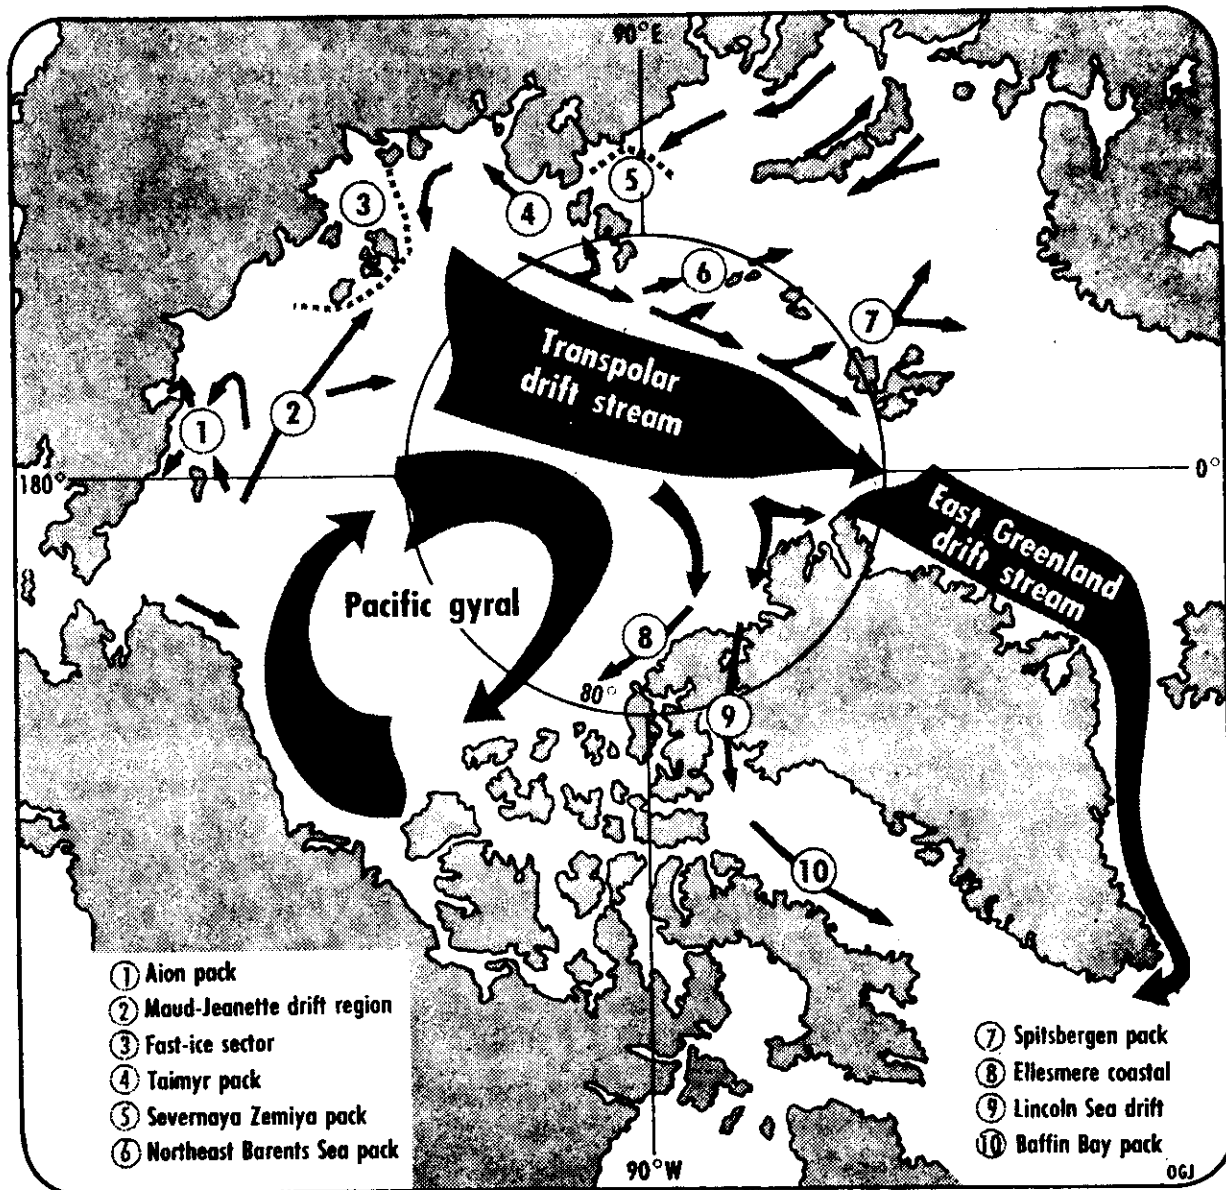 90°E
3
5
4
6
7
Transpolar
drift stream
2
1
180°
0°
East Greenland
drift stream
Pacific gyral
8
80°
9
10
1 Aion pack
2 Maud-Jeanette drift region
3 Fast-ice sector
4 Taimyr pack
5 Severnaya Zemiya pack
6 Northeast Barents Sea pack
7 Spitsbergen pack
8 Ellesmere coastal
9 Lincoln Sea drift
10 Baffin Bay pack
90°W
OGJ